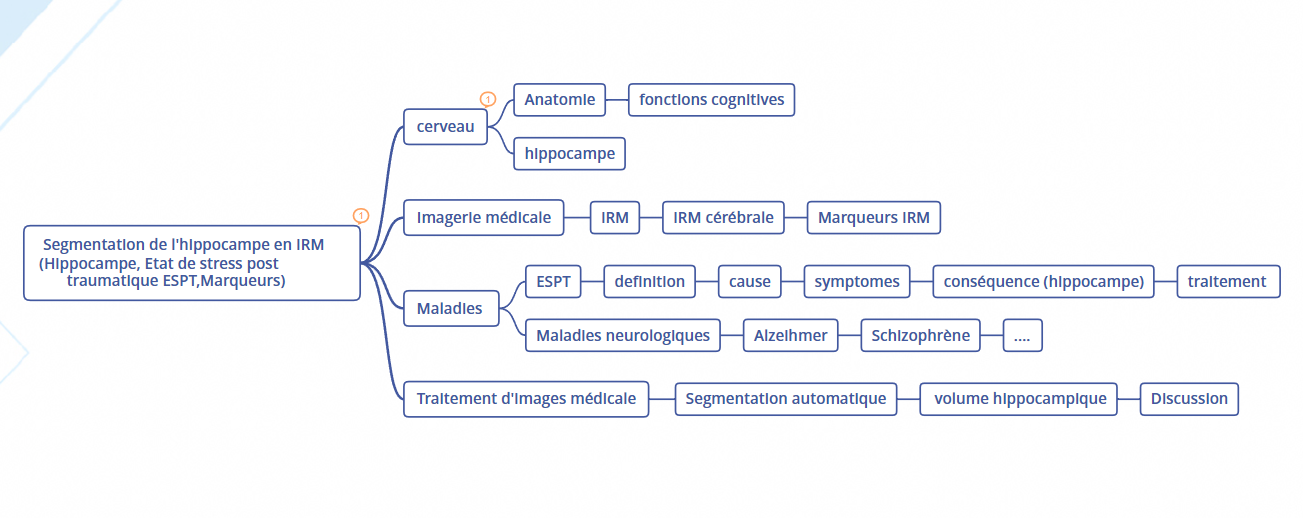 1
Anatomie
fonctions cognitives
cerveau
hippocampe
1
Imagerie médicale
IRM
IRM cérébrale
Marqueurs IRM
Segmentation de l'hippocampe en IRM
(Hippocampe, Etat de stress post
traumatique ESPT,Marqueurs)
ESPT
definition
cause
symptomes
conséquence (hippocampe)
traitement
Maladies
Maladies neurologiques
Alzeihmer
Schizophrène
....
Traitement d'images médicale
Segmentation automatique
volume hippocampique
Discussion